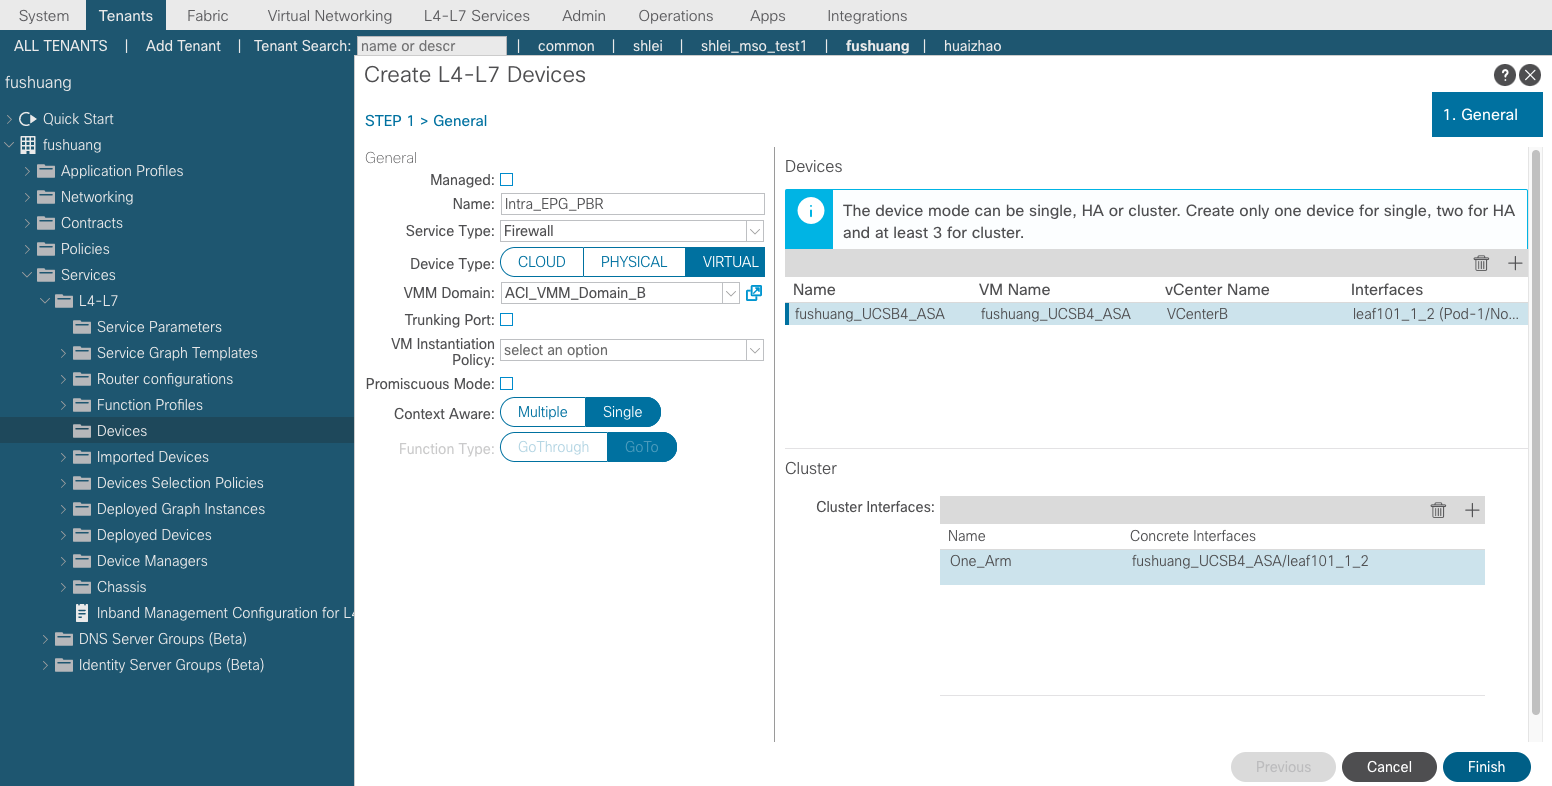 System Tenants Fabric Virtual Networking L4-L7 Services Admin Operations Apps Integrations
ALL TENANTS | Add Tenant | Tenant Search: name or descr | common | shlei | shlei_mso_test1 | fushuang | huaizhao
fushuang
Quick Start
fushuang
Application Profiles
Networking
Contracts
Policies
Services
L4-L7
Service Parameters
Service Graph Templates
Router configurations
Function Profiles
Devices
Imported Devices
Devices Selection Policies
Deployed Graph Instances
Deployed Devices
Device Managers
Chassis
Inband Management Configuration for L4
DNS Server Groups (Beta)
Identity Server Groups (Beta)
Create L4-L7 Devices
?
STEP 1 > General
1. General
General
Managed:
Name: Intra_EPG_PBR
Service Type: Firewall
Device Type: CLOUD PHYSICAL VIRTUAL
VMM Domain: ACI_VMM_Domain_B
Trunking Port:
VM Instantiation
Policy: select an option
Promiscuous Mode:
Context Aware: Multiple Single
Function Type: GoThrough GoTo
Devices
The device mode can be single, HA or cluster. Create only one device for single, two for HA
and at least 3 for cluster.
Name VM Name vCenter Name Interfaces
fushuang_UCSB4_ASA fushuang_UCSB4_ASA VCenterB leaf101_1_2 (Pod-1/No...
Cluster
Cluster Interfaces:
Name Concrete Interfaces
One_Arm fushuang_UCSB4_ASA/leaf101_1_2
Previous Cancel Finish